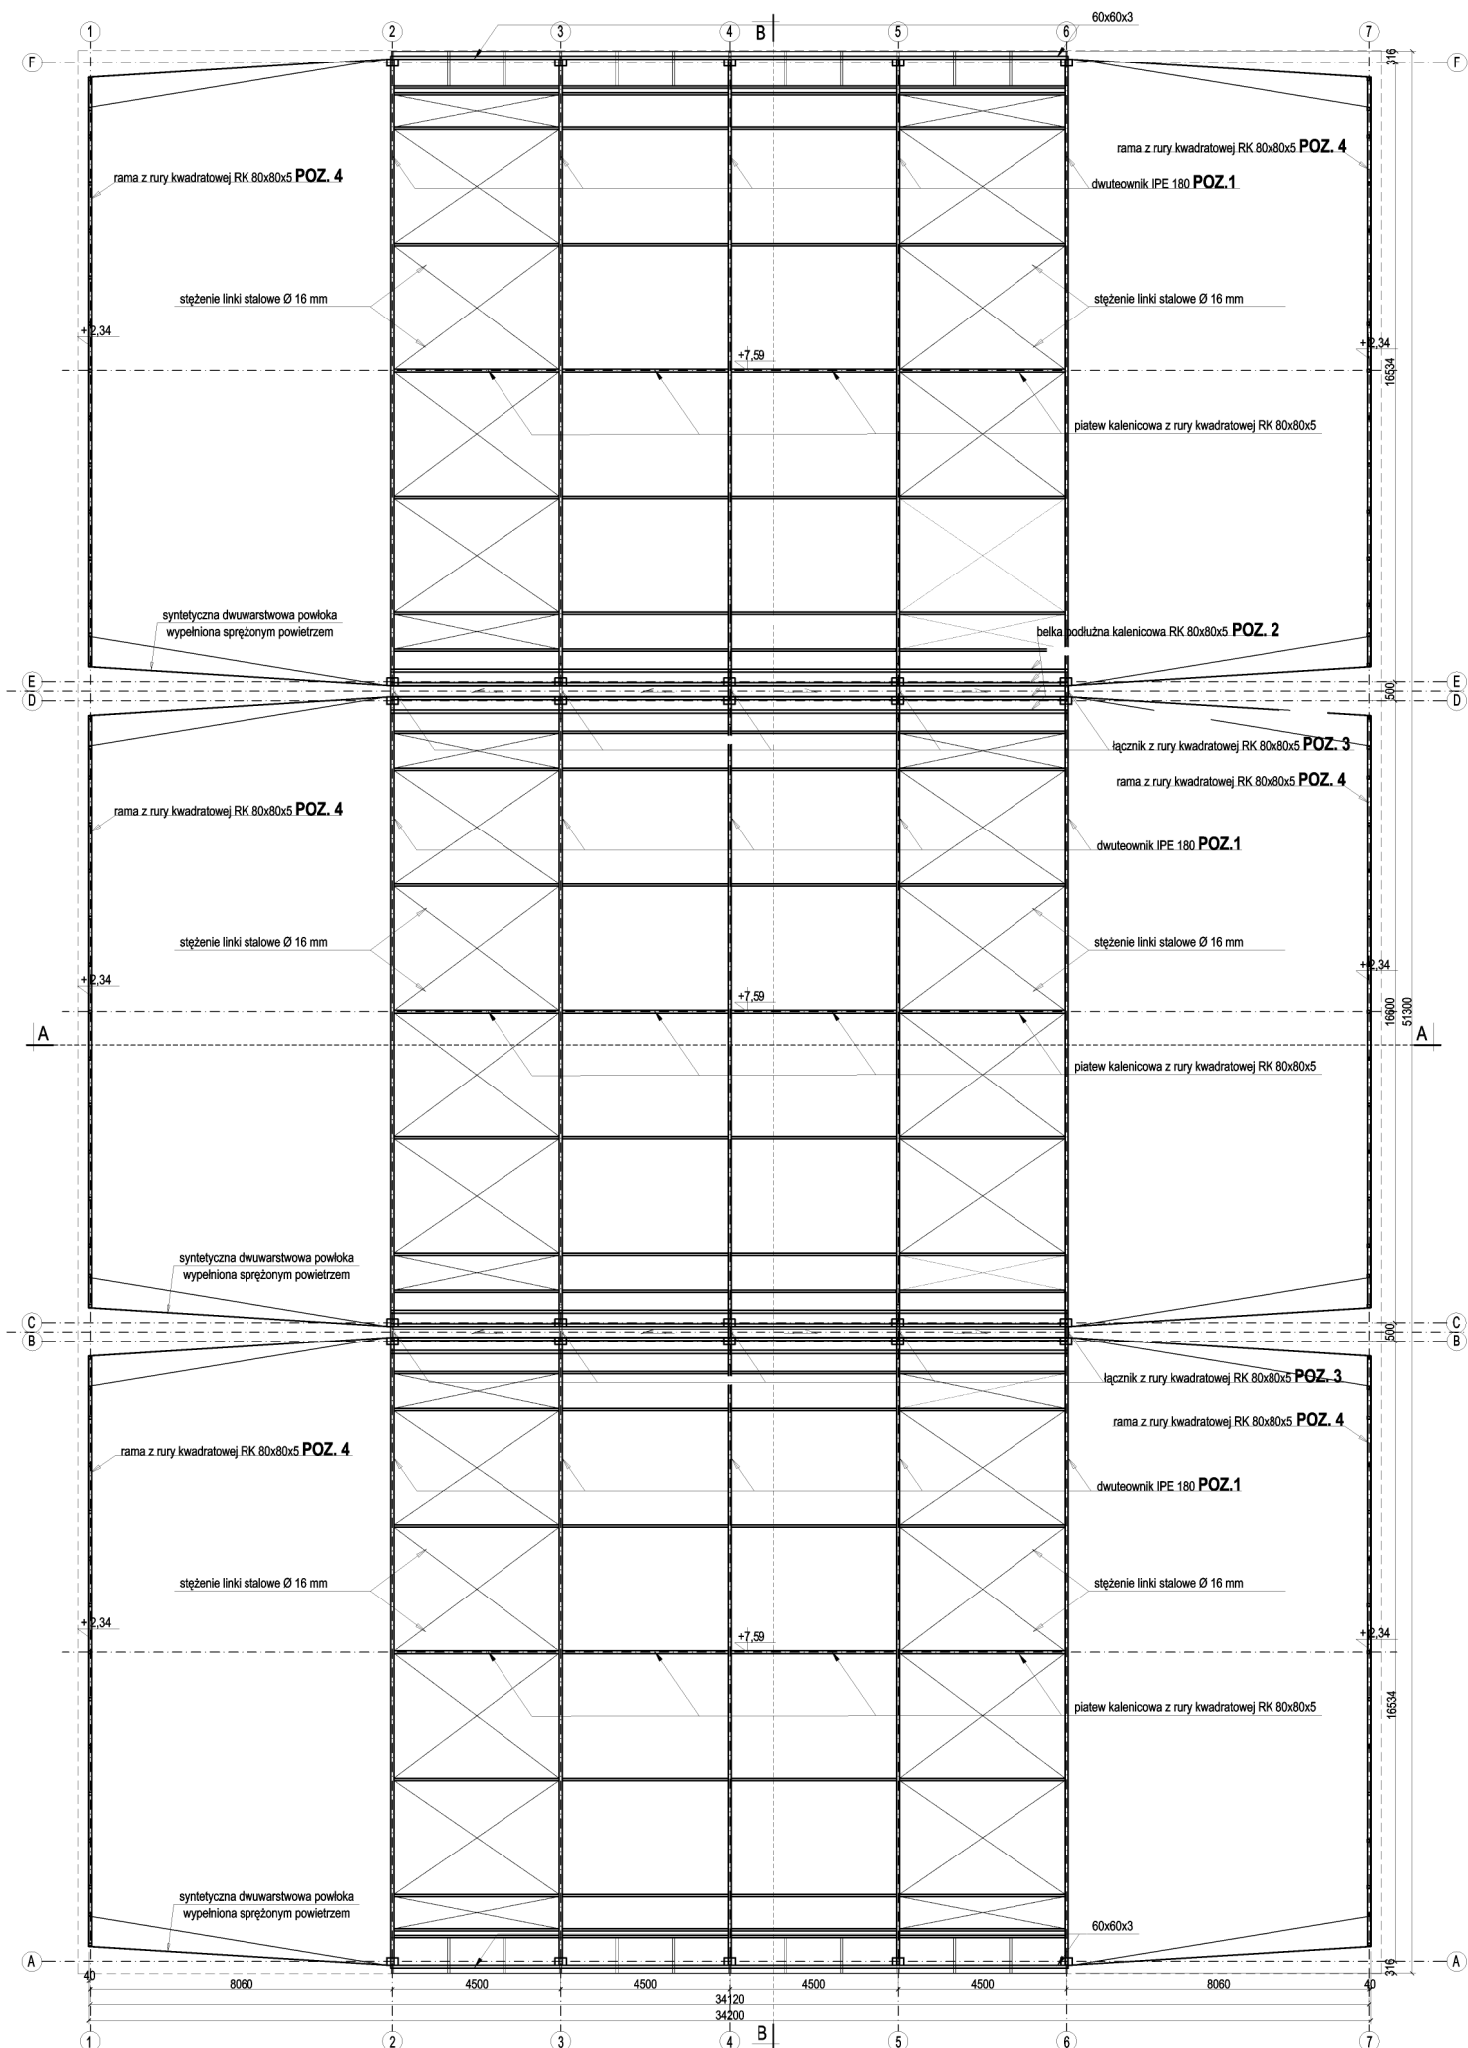 60x60x3
1 2 3 4 B 5 6 7
316
F F
rama z rury kwadratowej RK 80x80x5 POZ. 4
rama z rury kwadratowej RK 80x80x5 POZ. 4
dwuteownik IPE 180 POZ.1
stężenie linki stalowe Ø 16 mm
stężenie linki stalowe Ø 16 mm
+2,34
+7,59
+2,34
16534
piatew kalenicowa z rury kwadratowej RK 80x80x5
syntetyczna dwuwarstwowa powłoka
wypełniona sprężonym powietrzem
belka podłużna kalenicowa RK 80x80x5 POZ. 2
E E
500
D D
łącznik z rury kwadratowej RK 80x80x5 POZ. 3
rama z rury kwadratowej RK 80x80x5 POZ. 4
rama z rury kwadratowej RK 80x80x5 POZ. 4
dwuteownik IPE 180 POZ.1
stężenie linki stalowe Ø 16 mm
stężenie linki stalowe Ø 16 mm
+2,34
+7,59
+2,34
16600
51300
A A
piatew kalenicowa z rury kwadratowej RK 80x80x5
syntetyczna dwuwarstwowa powłoka
wypełniona sprężonym powietrzem
C C
500
B B
łącznik z rury kwadratowej RK 80x80x5 POZ. 3
rama z rury kwadratowej RK 80x80x5 POZ. 4
rama z rury kwadratowej RK 80x80x5 POZ. 4
dwuteownik IPE 180 POZ.1
stężenie linki stalowe Ø 16 mm
stężenie linki stalowe Ø 16 mm
+2,34
+7,59
+2,34
16534
piatew kalenicowa z rury kwadratowej RK 80x80x5
syntetyczna dwuwarstwowa powłoka
wypełniona sprężonym powietrzem
60x60x3
A A
316
40 8060 4500 4500 4500 4500 8060 40
34120
34200
1 2 3 4 B 5 6 7